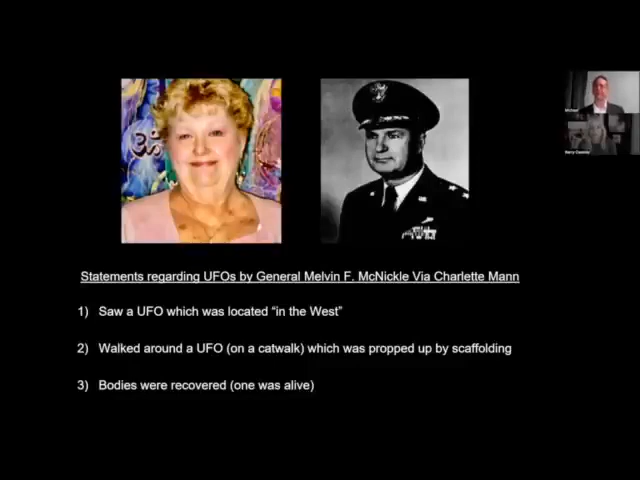 Michael
Statements regarding UFOs by General Melvin F. McNickle Via Charlette Mann
1) Saw a UFO which was located “in the West”
2) Walked around a UFO (on a catwalk) which was propped up by scaffolding
3) Bodies were recovered (one was alive)